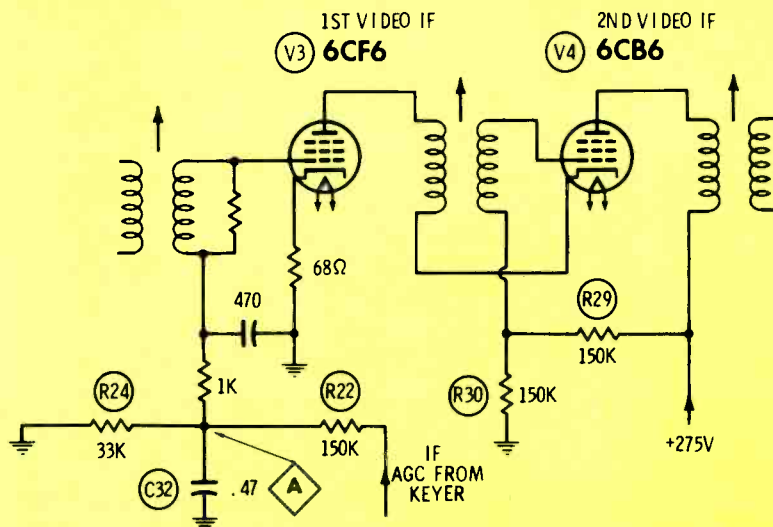 1ST VIDEO IF
V3 6CF6
2ND VIDEO IF
V4 6CB6
68Ω
470
R29
150K
R24
1K
R22
R30
150K
33K
150K
+275V
C32
.47
A
IF
AGC FROM
KEYER